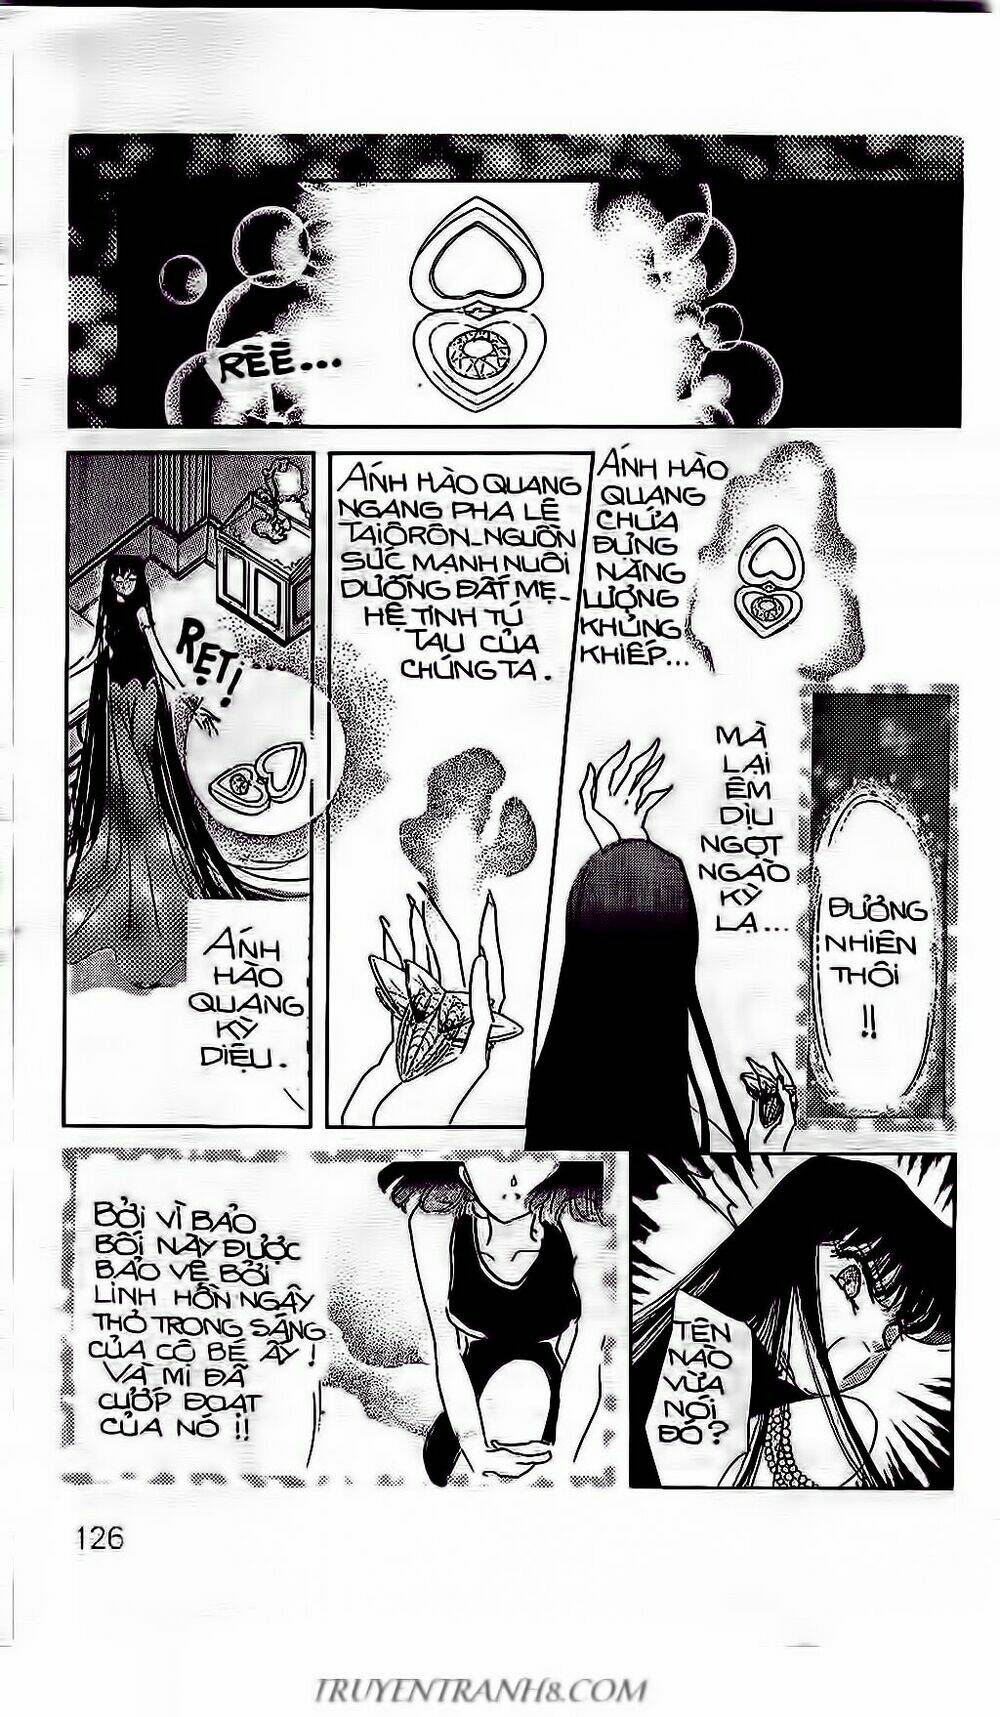 RÈÈ...
ÁNH HÀO
QUANG
CHỨA
ĐỰNG
NĂNG
LƯỢNG
KHỦNG
KHIẾP...
MÀ
LẠI
ÊM
DỊU
NGỌT
NGÀO
KỲ
LẠ...
ĐƯƠNG
NHIÊN
THÔI
!!
ÁNH HÀO QUANG
NGANG PHA LÊ
TAIÔRÔN_NGUỒN
SỨC MẠNH NUÔI
DƯỠNG ĐẤT MẸ_
HỆ TINH TÚ
TAU CỦA
CHÚNG TA.
RẸT!
ÁNH
HÀO
QUANG
KỲ
DIỆU.
TÊN
NÀO
VỪA
NÓI
ĐÓ?
BỞI VÌ BẢO
BỐI NÀY ĐƯỢC
BẢO VỆ BỞI
LINH HỒN NGÂY
THƠ TRONG SÁNG
CỦA CÔ BÉ ẤY!
VÀ MI ĐÃ
CƯỚP ĐOẠT
CỦA NÓ!!
126
TRUYENTRANH8.COM